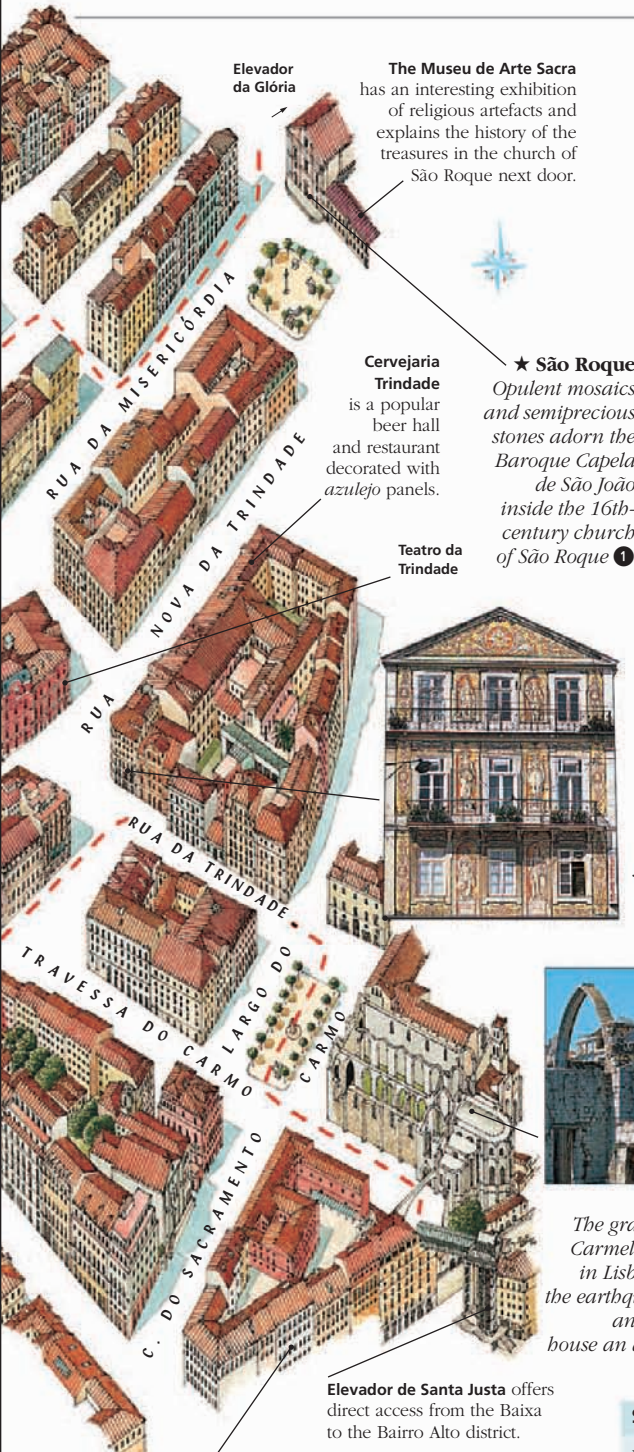 Elevador
da Glória
The Museu de Arte Sacra
has an interesting exhibition
of religious artefacts and
explains the history of the
treasures in the church of
São Roque next door.
RUA DA MISERICÓRDIA
Cervejaria
Trindade
is a popular
beer hall
and restaurant
decorated with
azulejo panels.
★ São Roque
Opulent mosaics
and semiprecious
stones adorn the
Baroque Capela
de São João
inside the 16th-
century church
of São Roque 1
Teatro da
Trindade
RUA NOVA DA TRINDADE
RUA DA TRINDADE
TRAVESSA DO CARMO
LARGO DO
CARMO
C. DO SACRAMENTO
The gra
Carmel
in Lisb
the earthqu
an
house an a
Elevador de Santa Justa offers
direct access from the Baixa
to the Bairro Alto district.